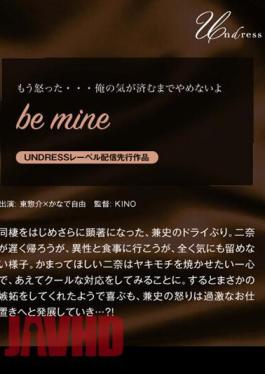 Undress
もう怒った・・・俺の気が済むまでやめないよ
be mine
UNDRESSレーベル配信先行作品
出演: 東惣介×かなで自由 監督: KINO
同棲をはじめさらに顕著になった、兼史のドライぶり。二奈
が遅く帰ろうが、異性と食事に行こうが、全く気にも留めな
い様子。かまってほしい二奈はヤキモチを焼かせたい一心
で、あえてクールな対応をしてみることに。するとまさかの
嫉妬をしてくれたようで喜ぶも、兼史の怒りは過激なお仕
置きへと発展していき…?!
JAVHD